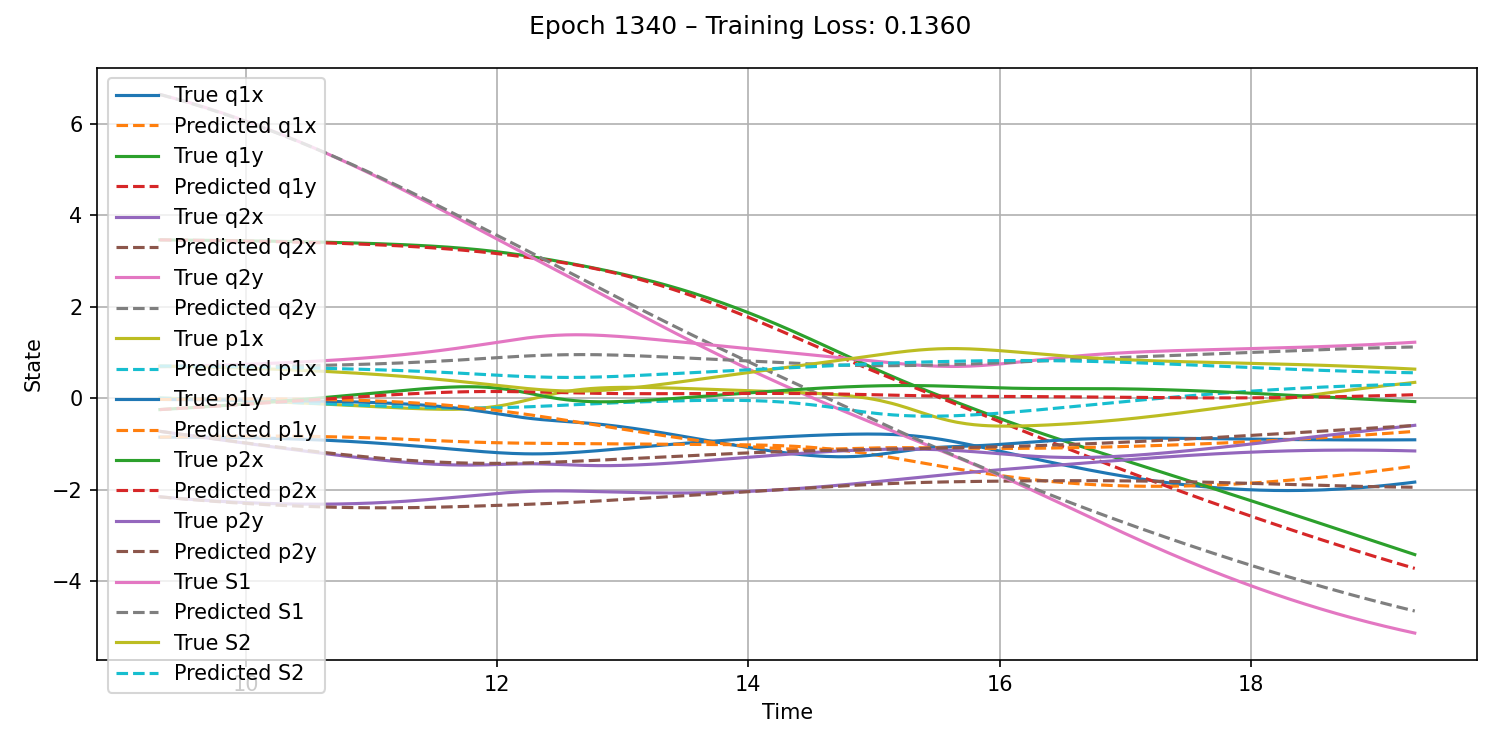 Epoch 1340 – Training Loss: 0.1360
True q1x
Predicted q1x
True q1y
Predicted q1y
True q2x
Predicted q2x
True q2y
Predicted q2y
True p1x
Predicted p1x
True p1y
Predicted p1y
True p2x
Predicted p2x
True p2y
Predicted p2y
True S1
Predicted S1
True S2
Predicted S2
6
4
2
0
−2
−4
State
10
12
14
16
18
Time